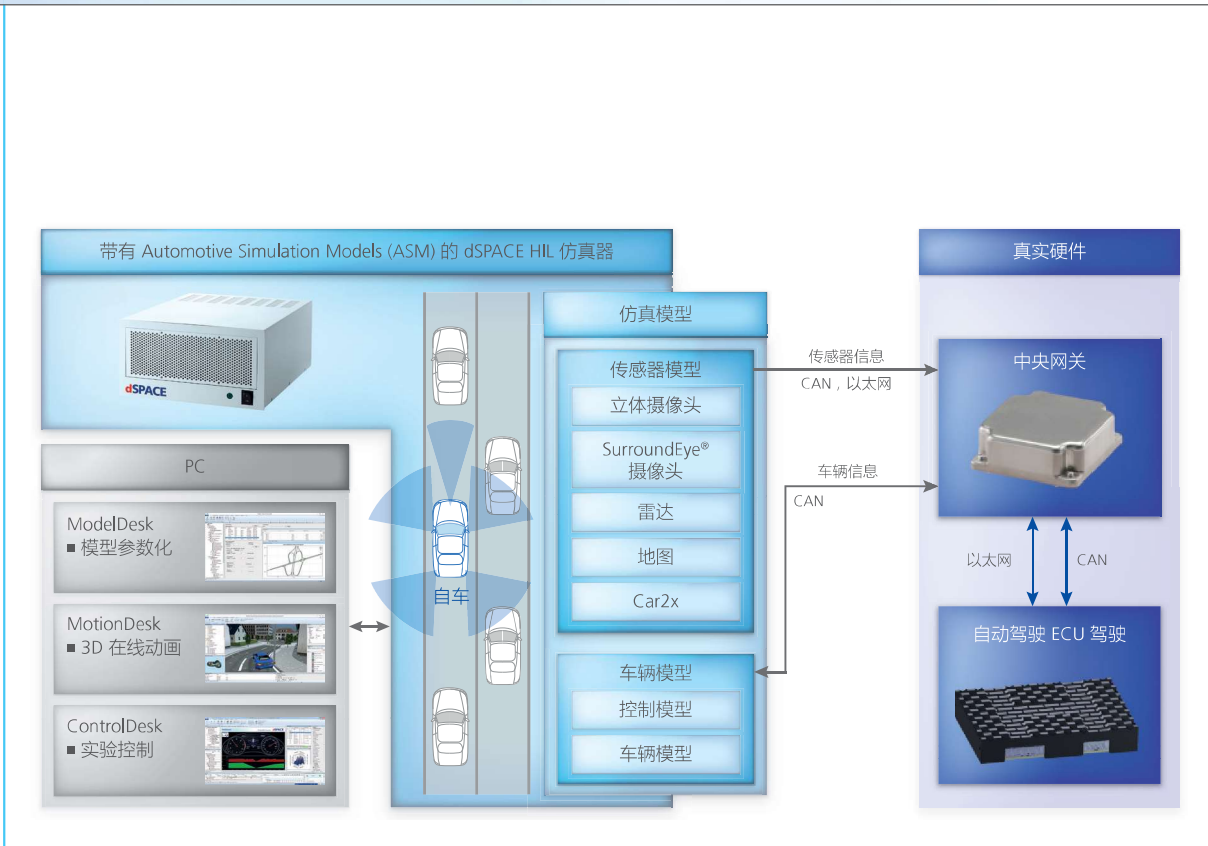 带有 Automotive Simulation Models (ASM) 的 dSPACE HIL 仿真器
dSPACE
PC
ModelDesk
■ 模型参数化
MotionDesk
■ 3D 在线动画
ControlDesk
■ 实验控制
自车
仿真模型
传感器模型
立体摄像头
SurroundEye®
摄像头
雷达
地图
Car2x
车辆模型
控制模型
车辆模型
传感器信息
CAN，以太网
车辆信息
CAN
真实硬件
中央网关
以太网
CAN
自动驾驶 ECU 驾驶